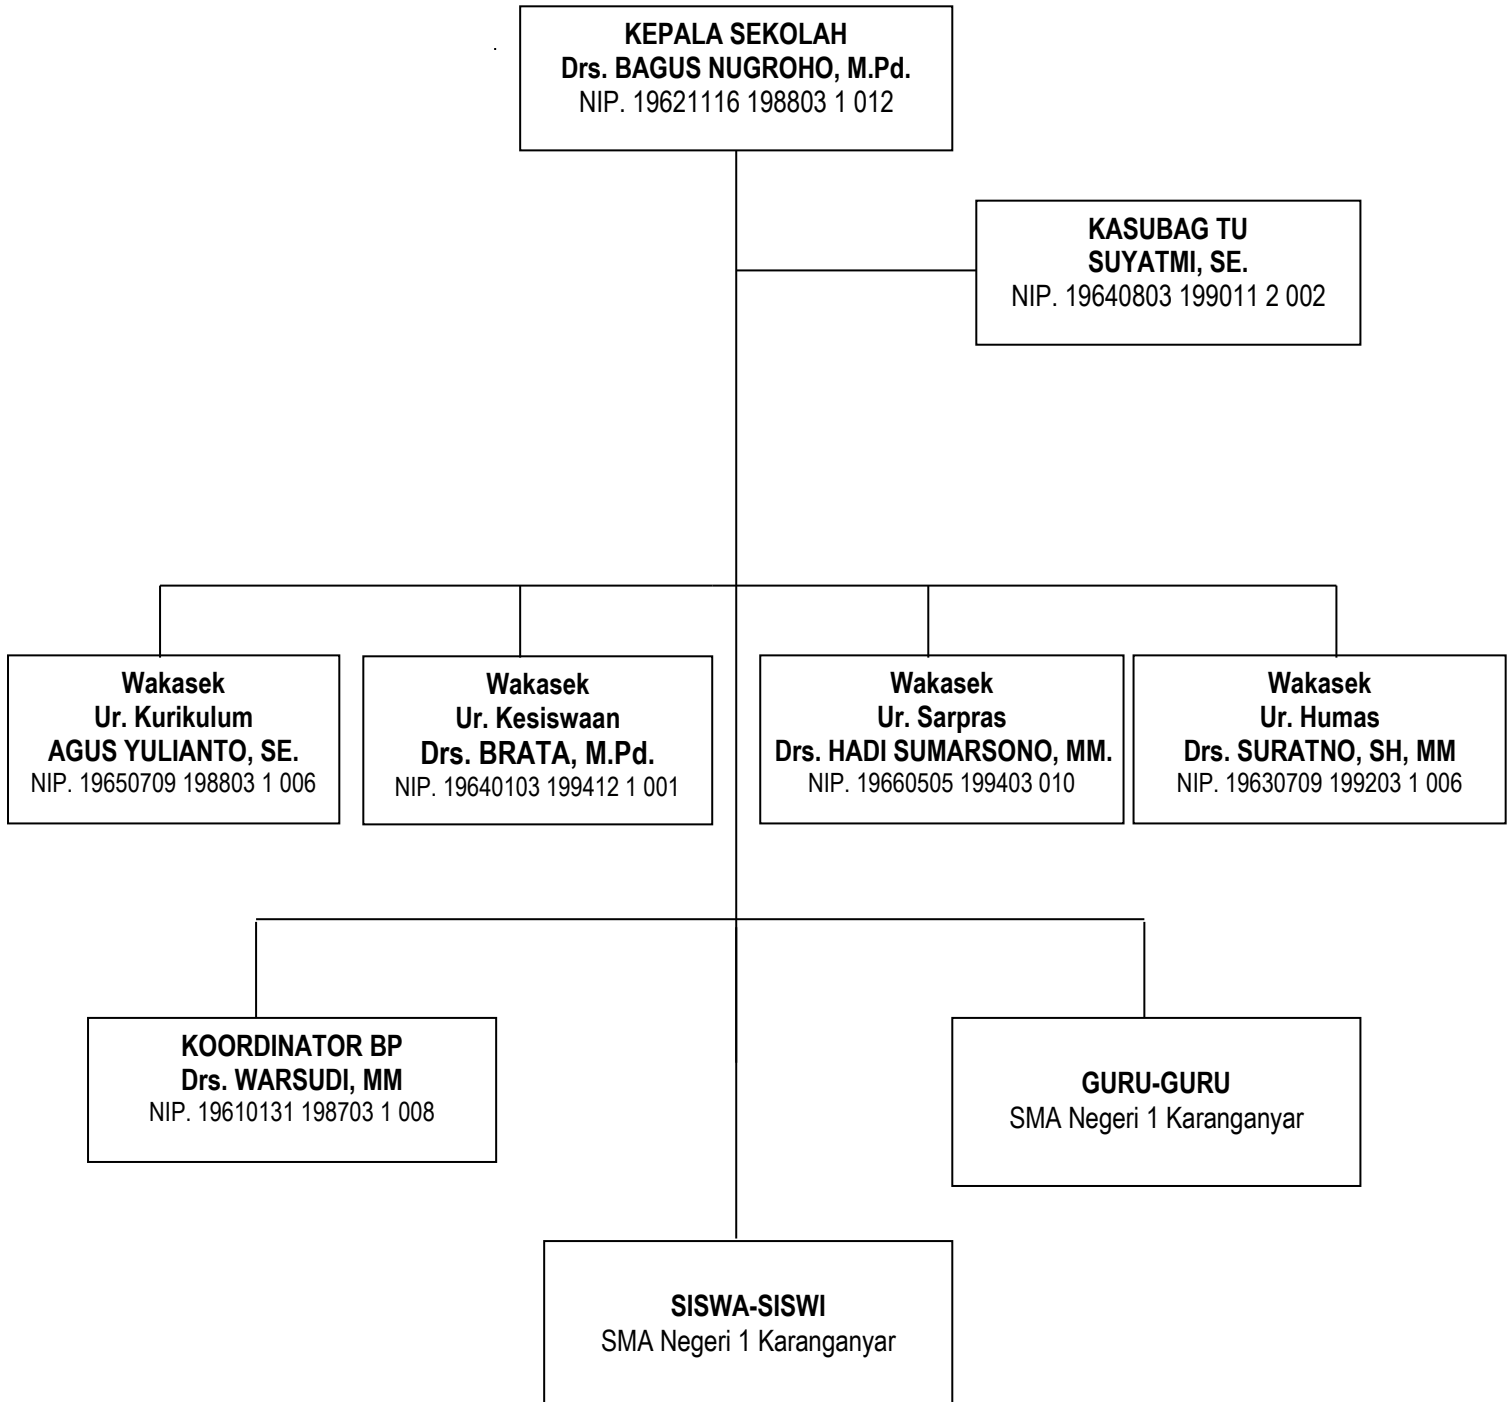 KEPALA SEKOLAH
Drs. BAGUS NUGROHO, M.Pd.
NIP. 19621116 198803 1 012
KASUBAG TU
SUYATMI, SE.
NIP. 19640803 199011 2 002
Wakasek
Ur. Kurikulum
AGUS YULIANTO, SE.
NIP. 19650709 198803 1 006
Wakasek
Ur. Kesiswaan
Drs. BRATA, M.Pd.
NIP. 19640103 199412 1 001
Wakasek
Ur. Sarpras
Drs. HADI SUMARSONO, MM.
NIP. 19660505 199403 010
Wakasek
Ur. Humas
Drs. SURATNO, SH, MM
NIP. 19630709 199203 1 006
KOORDINATOR BP
Drs. WARSUDI, MM
NIP. 19610131 198703 1 008
GURU-GURU
SMA Negeri 1 Karanganyar
SISWA-SISWI
SMA Negeri 1 Karanganyar